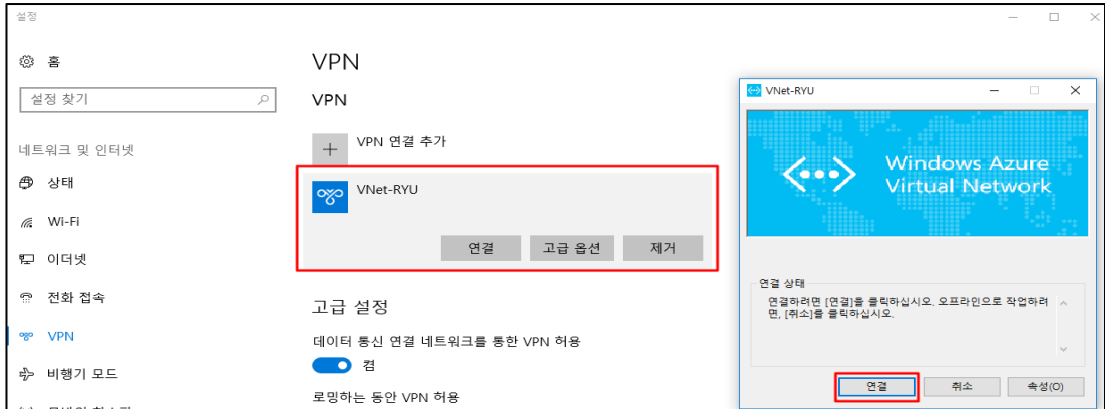 설정
홈
설정 찾기
네트워크 및 인터넷
상태
Wi-Fi
이더넷
전화 접속
VPN
비행기 모드
VPN
VPN
VPN 연결 추가
VNet-RYU
연결 고급 옵션 제거
고급 설정
데이터 통신 연결 네트워크를 통한 VPN 허용
켬
로밍하는 동안 VPN 허용
VNet-RYU
Windows Azure
Virtual Network
연결 상태
연결하려면 [연결]을 클릭하십시오. 오프라인으로 작업하려
면, [취소]를 클릭하십시오.
연결 취소 속성(O)